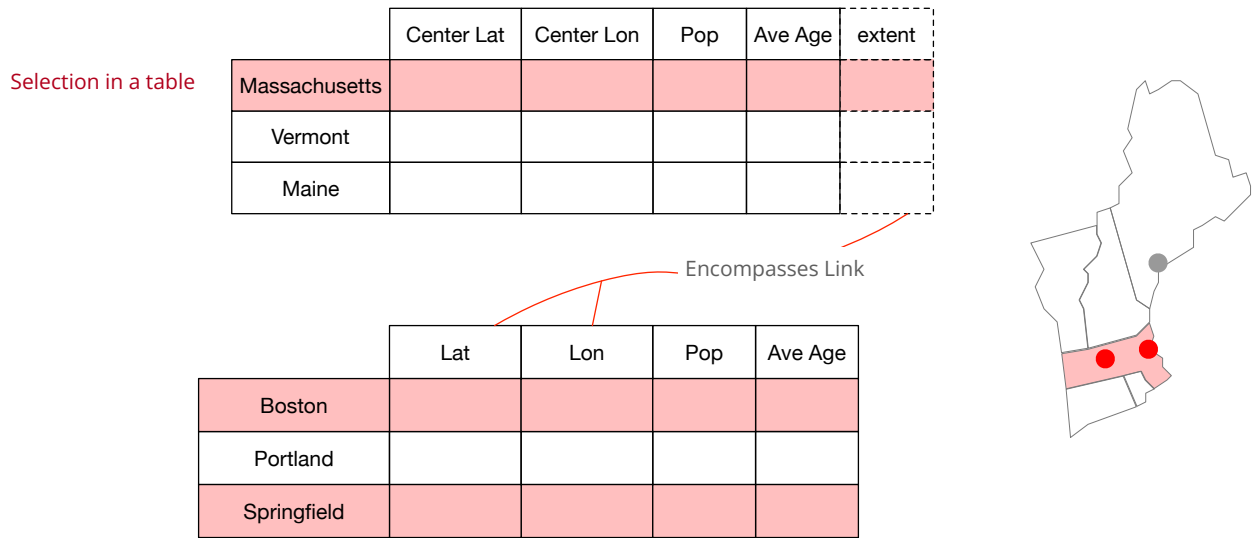 Center Lat Center Lon Pop Ave Age extent
Selection in a table
Massachusetts
Vermont
Maine
Encompasses Link
Lat Lon Pop Ave Age
Boston
Portland
Springfield